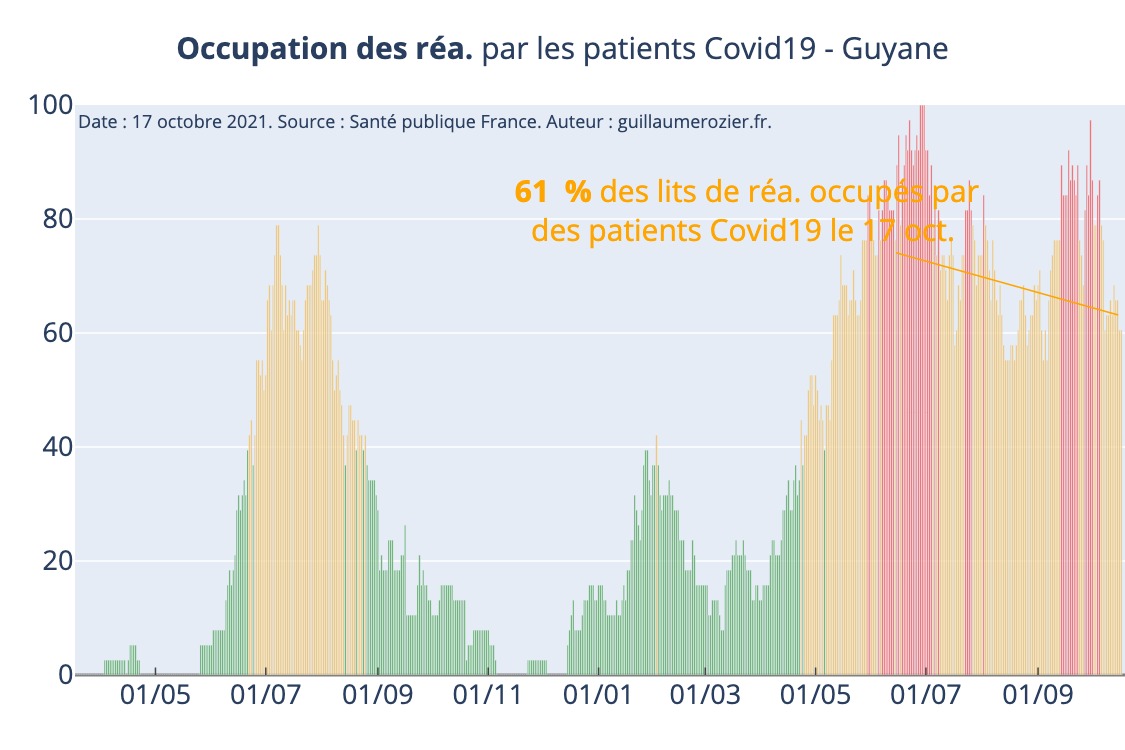 Occupation des réa. par les patients Covid19 - Guyane
100
Date : 17 octobre 2021. Source : Santé publique France. Auteur : guillaumerozier.fr.
61 % des lits de réa. occupés par
des patients Covid19 le 17 oct.
80
60
40
20
0
01/05 01/07 01/09 01/11 01/01 01/03 01/05 01/07 01/09